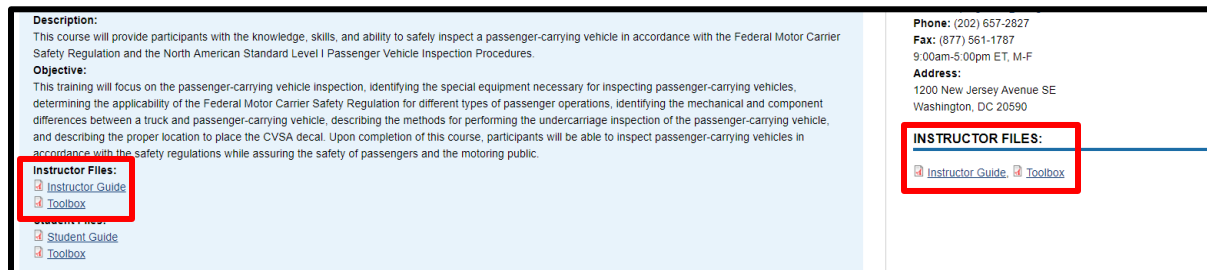 Description:
This course will provide participants with the knowledge, skills, and ability to safely inspect a passenger-carrying vehicle in accordance with the Federal Motor Carrier
Safety Regulation and the North American Standard Level I Passenger Vehicle Inspection Procedures.
Objective:
This training will focus on the passenger-carrying vehicle inspection, identifying the special equipment necessary for inspecting passenger-carrying vehicles,
determining the applicability of the Federal Motor Carrier Safety Regulation for different types of passenger operations, identifying the mechanical and component
differences between a truck and passenger-carrying vehicle, describing the methods for performing the undercarriage inspection of the passenger-carrying vehicle,
and describing the proper location to place the CVSA decal. Upon completion of this course, participants will be able to inspect passenger-carrying vehicles in
accordance with the safety regulations while assuring the safety of passengers and the motoring public.
Instructor Files:
Instructor Guide
Toolbox
Student Files:
Student Guide
Toolbox
Phone: (202) 657-2827
Fax: (877) 561-1787
9:00am-5:00pm ET, M-F
Address:
1200 New Jersey Avenue SE
Washington, DC 20590
INSTRUCTOR FILES:
Instructor Guide, Toolbox